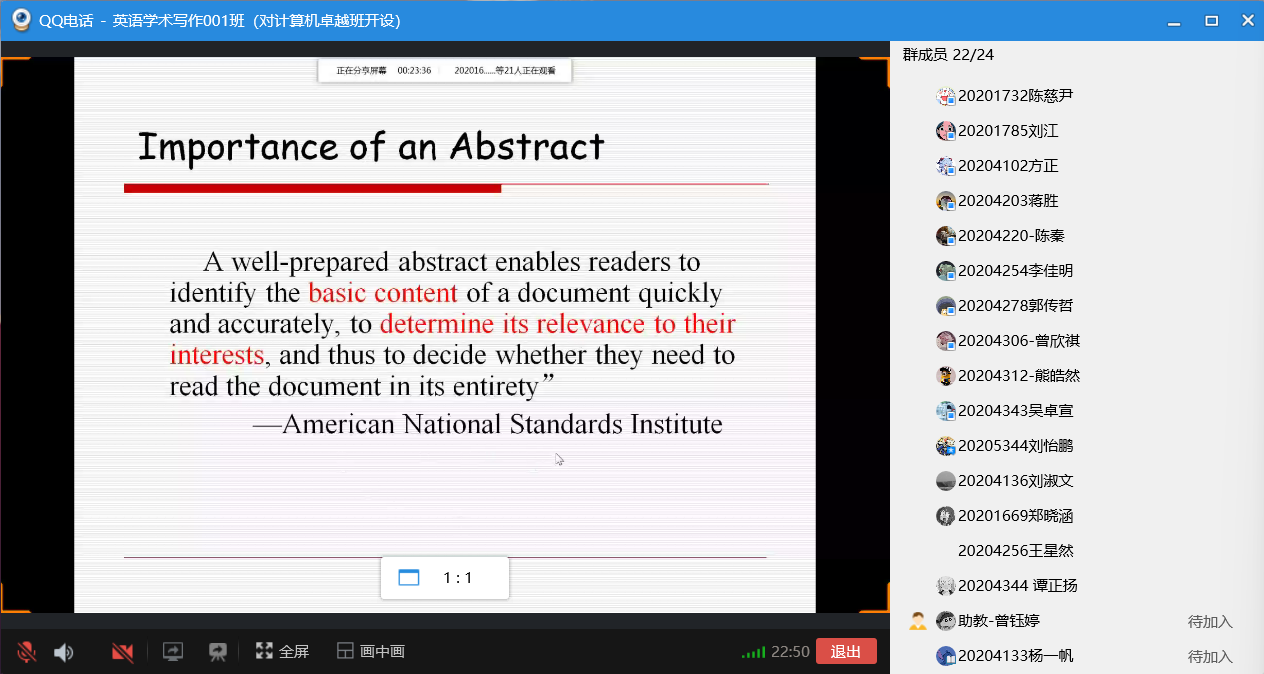 QQ电话 - 英语学术写作001班 (对计算机卓越班开设)
正在分享屏幕 00:23:36 202016......等21人正在观看
Importance of an Abstract
A well-prepared abstract enables readers to
identify the basic content of a document quickly
and accurately, to determine its relevance to their
interests, and thus to decide whether they need to
read the document in its entirety”
—American National Standards Institute
1 : 1
全屏
画中画
22:50
退出
群成员 22/24
20201732陈慈尹
20201785刘江
20204102方正
20204203蒋胜
20204220-陈秦
20204254李佳明
20204278郭传哲
20204306-曾欣祺
20204312-熊皓然
20204343吴卓宣
20205344刘怡鹏
20204136刘淑文
20201669郑晓涵
20204256王星然
20204344 谭正扬
助教-曾钰婷 待加入
20204133杨一帆 待加入